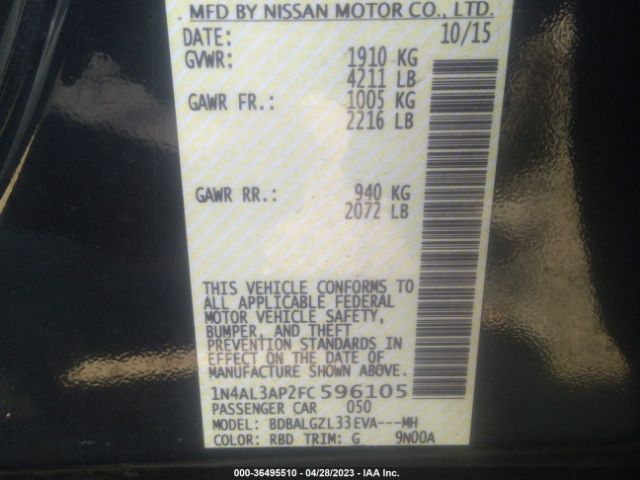 MFD BY NISSAN MOTOR CO., LTD.
DATE: 10/15
GVWR: 1910 KG
4211 LB
GAWR FR.: 1005 KG
2216 LB
GAWR RR.: 940 KG
2072 LB
THIS VEHICLE CONFORMS TO
ALL APPLICABLE FEDERAL
MOTOR VEHICLE SAFETY,
BUMPER, AND THEFT
PREVENTION STANDARDS IN
EFFECT ON THE DATE OF
MANUFACTURE SHOWN ABOVE.
1N4AL3AP2FC596105
PASSENGER CAR 050
MODEL: BDBALGZL33EVA---MH
COLOR: RBD TRIM: G 9N00A
000-36495510 - 04/28/2023 - IAA Inc.